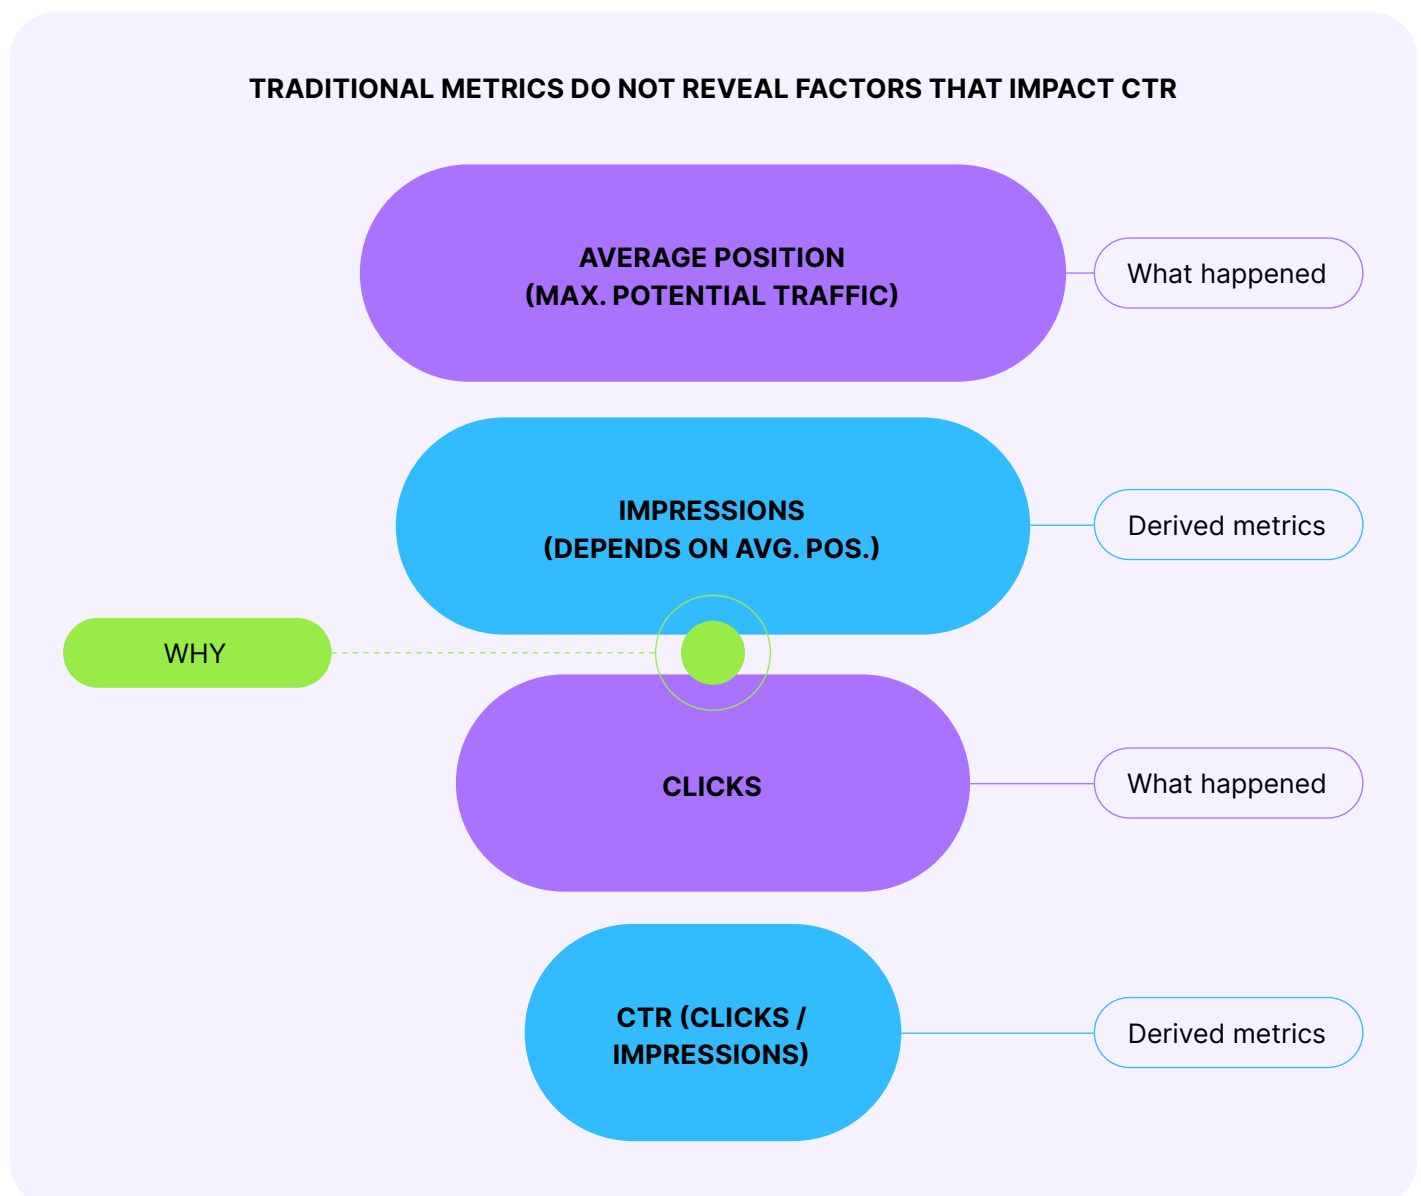 TRADITIONAL METRICS DO NOT REVEAL FACTORS THAT IMPACT CTR
AVERAGE POSITION
(MAX. POTENTIAL TRAFFIC)
What happened
IMPRESSIONS
(DEPENDS ON AVG. POS.)
Derived metrics
WHY
CLICKS
What happened
CTR (CLICKS /
IMPRESSIONS)
Derived metrics